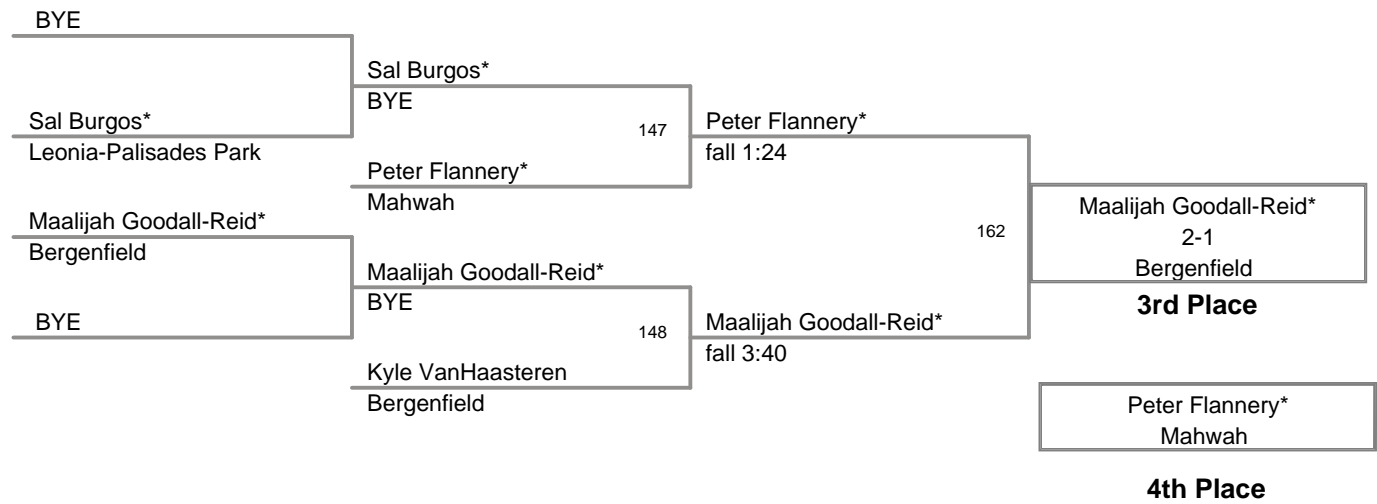 BYE
Sal Burgos*
BYE
Sal Burgos*
Leonia-Palisades Park
147
Peter Flannery*
fall 1:24
Peter Flannery*
Mahwah
Maalijah Goodall-Reid*
Bergenfield
162
Maalijah Goodall-Reid*
2-1
Bergenfield
3rd Place
Maalijah Goodall-Reid*
BYE
BYE
148
Maalijah Goodall-Reid*
fall 3:40
Kyle VanHaasteren
Bergenfield
Peter Flannery*
Mahwah
4th Place